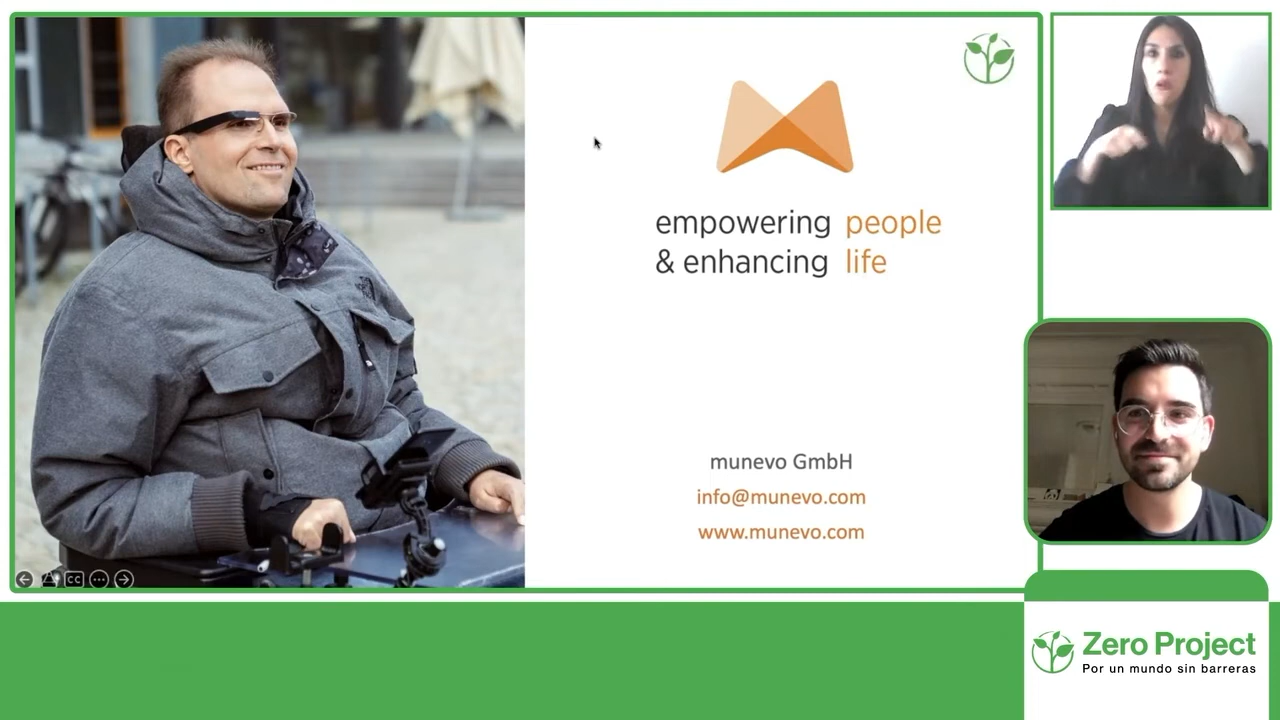 empowering people
& enhancing life
munevo GmbH
info@munevo.com
www.munevo.com
CC
Zero Project
Por un mundo sin barreras